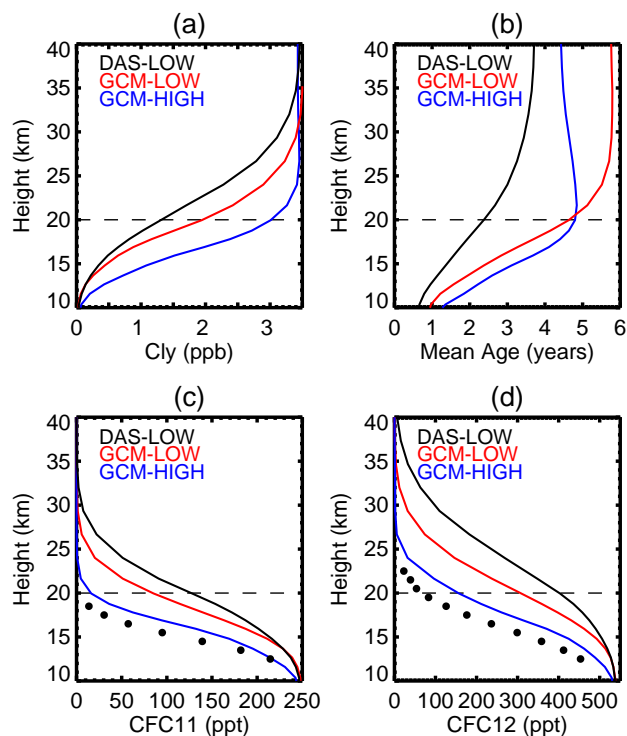 (a)
40
35
30
25
20
15
10
Height (km)
DAS-LOW
GCM-LOW
GCM-HIGH
0 1 2 3
Cly (ppb)
(b)
40
35
30
25
20
15
10
Height (km)
DAS-LOW
GCM-LOW
GCM-HIGH
0 1 2 3 4 5 6
Mean Age (years)
(c)
40
35
30
25
20
15
10
Height (km)
DAS-LOW
GCM-LOW
GCM-HIGH
0 50 100 150 200 250
CFC11 (ppt)
(d)
40
35
30
25
20
15
10
Height (km)
DAS-LOW
GCM-LOW
GCM-HIGH
0 100 200 300 400 500
CFC12 (ppt)